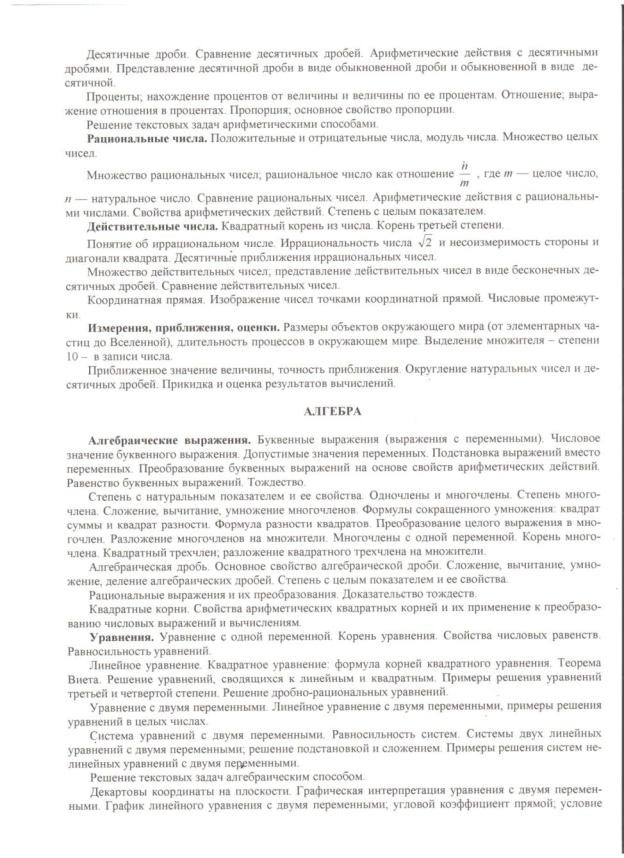 Десятичные дроби. Сравнение десятичных дробей. Арифметические действия с десятичными
дробями. Представление десятичной дроби в виде обыкновенной дроби и обыкновенной в виде де-
сятичной.
Проценты; нахождение процентов от величины и величины по ее процентам. Отношение; выра-
жение отношения в процентах. Пропорция; основное свойство пропорции.
Решение текстовых задач арифметическими способами.
Рациональные числа. Положительные и отрицательные числа, модуль числа. Множество целых
чисел.
Множество рациональных чисел; рациональное число как отношение n/m , где m — целое число,
n — натуральное число. Сравнение рациональных чисел. Арифметические действия с рациональны-
ми числами. Свойства арифметических действий. Степень с целым показателем.
Действительные числа. Квадратный корень из числа. Корень третьей степени.
Понятие об иррациональном числе. Иррациональность числа √2 и несоизмеримость стороны и
диагонали квадрата. Десятичные приближения иррациональных чисел.
Множество действительных чисел; представление действительных чисел в виде бесконечных де-
сятичных дробей. Сравнение действительных чисел.
Координатная прямая. Изображение чисел точками координатной прямой. Числовые промежут-
ки.
Измерения, приближения, оценки. Размеры объектов окружающего мира (от элементарных ча-
стиц до Вселенной), длительность процессов в окружающем мире. Выделение множителя – степени
10 – в записи числа.
Приближенное значение величины, точность приближения. Округление натуральных чисел и де-
сятичных дробей. Прикидка и оценка результатов вычислений.
АЛГЕБРА
Алгебраические выражения. Буквенные выражения (выражения с переменными). Числовое
значение буквенного выражения. Допустимые значения переменных. Подстановка выражений вместо
переменных. Преобразование буквенных выражений на основе свойств арифметических действий.
Равенство буквенных выражений. Тождество.
Степень с натуральным показателем и ее свойства. Одночлены и многочлены. Степень много-
члена. Сложение, вычитание, умножение многочленов. Формулы сокращенного умножения: квадрат
суммы и квадрат разности. Формула разности квадратов. Преобразование целого выражения в мно-
гочлен. Разложение многочленов на множители. Многочлены с одной переменной. Корень много-
члена. Квадратный трехчлен; разложение квадратного трехчлена на множители.
Алгебраическая дробь. Основное свойство алгебраической дроби. Сложение, вычитание, умно-
жение, деление алгебраических дробей. Степень с целым показателем и ее свойства.
Рациональные выражения и их преобразования. Доказательство тождеств.
Квадратные корни. Свойства арифметических квадратных корней и их применение к преобразо-
ванию числовых выражений и вычислениям.
Уравнения. Уравнение с одной переменной. Корень уравнения. Свойства числовых равенств.
Равносильность уравнений.
Линейное уравнение. Квадратное уравнение: формула корней квадратного уравнения. Теорема
Виета. Решение уравнений, сводящихся к линейным и квадратным. Примеры решения уравнений
третьей и четвертой степени. Решение дробно-рациональных уравнений.
Уравнение с двумя переменными. Линейное уравнение с двумя переменными, примеры решения
уравнений в целых числах.
Система уравнений с двумя переменными. Равносильность систем. Системы двух линейных
уравнений с двумя переменными; решение подстановкой и сложением. Примеры решения систем не-
линейных уравнений с двумя переменными.
Решение текстовых задач алгебраическим способом.
Декартовы координаты на плоскости. Графическая интерпретация уравнения с двумя перемен-
ными. График линейного уравнения с двумя переменными; угловой коэффициент прямой; условие